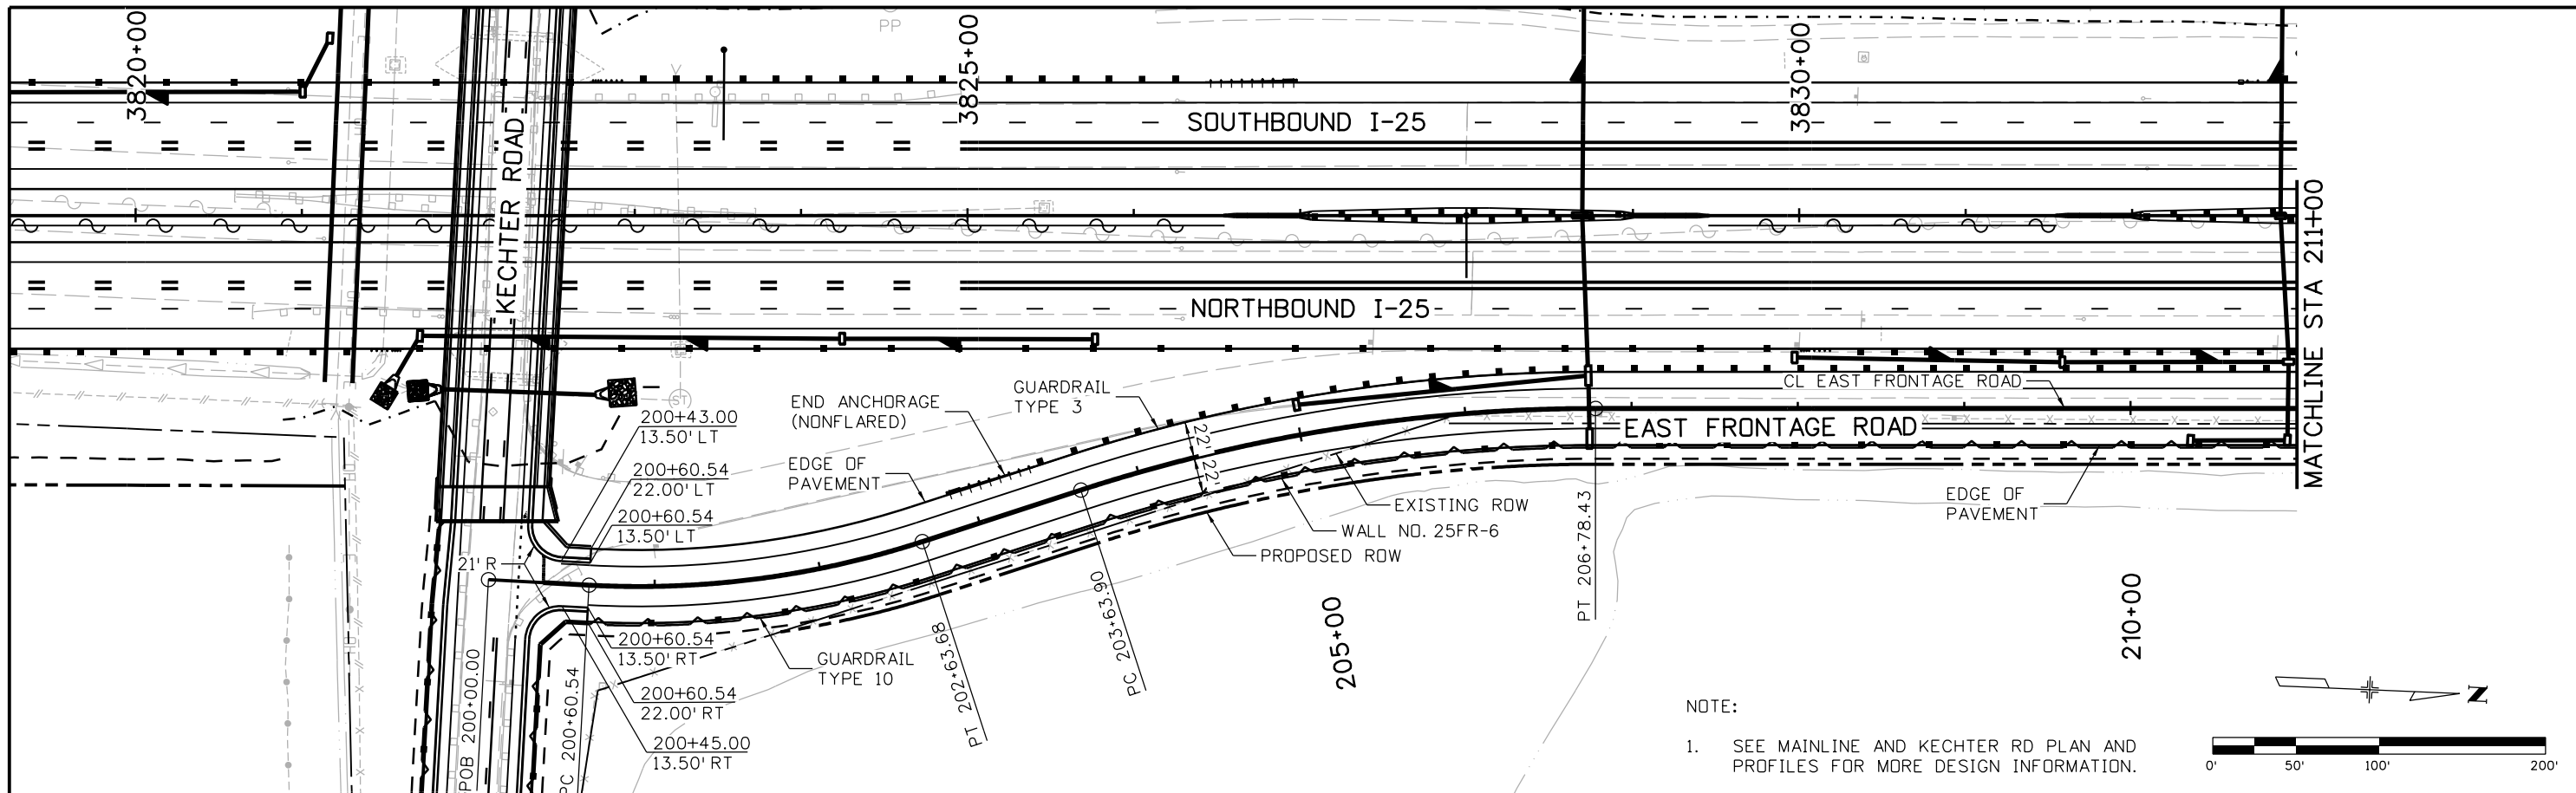 3820+00
3825+00
3830+00
PP
KECHTER ROAD
SOUTHBOUND I-25
NORTHBOUND I-25
MATCHLINE STA 211+00
CL EAST FRONTAGE ROAD
EAST FRONTAGE ROAD
GUARDRAIL
TYPE 3
END ANCHORAGE
(NONFLARED)
EDGE OF
PAVEMENT
ST
200+43.00
13.50' LT
200+60.54
22.00' LT
200+60.54
13.50' LT
22'
22'
21' R
EXISTING ROW
WALL NO. 25FR-6
PROPOSED ROW
EDGE OF
PAVEMENT
200+60.54
13.50' RT
200+60.54
22.00' RT
200+45.00
13.50' RT
GUARDRAIL
TYPE 10
POB 200+00.00
PC 200+60.54
PT 202+63.68
PC 203+63.90
205+00
PT 206+78.43
210+00
NOTE:
1. SEE MAINLINE AND KECHTER RD PLAN AND
PROFILES FOR MORE DESIGN INFORMATION.
N
0' 50' 100' 200'